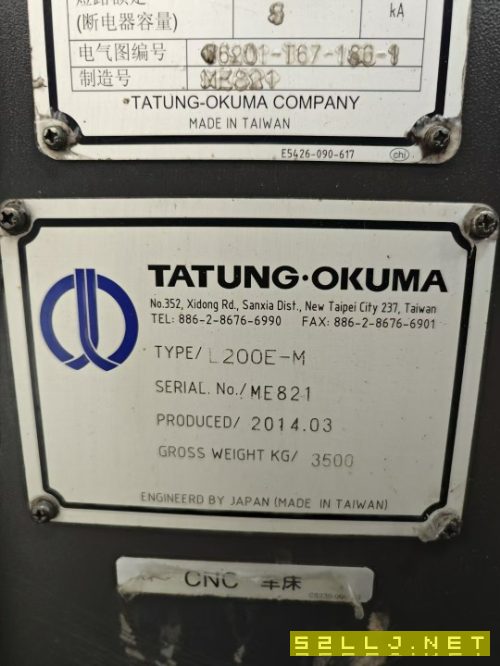 (断电器容量) 8 kA
电气图编号
制造号 ME821
TATUNG-OKUMA COMPANY
MADE IN TAIWAN
E5426-090-617 chi
TATUNG·OKUMA
No.352, Xidong Rd., Sanxia Dist., New Taipei City 237, Taiwan
TEL: 886-2-8676-6990 FAX: 886-2-8676-6901
TYPE/ L200E-M
SERIAL. No./ ME821
PRODUCED/ 2014.03
GROSS WEIGHT KG/ 3500
ENGINEERD BY JAPAN (MADE IN TAIWAN)
CNC 车床
52LLJ.NET